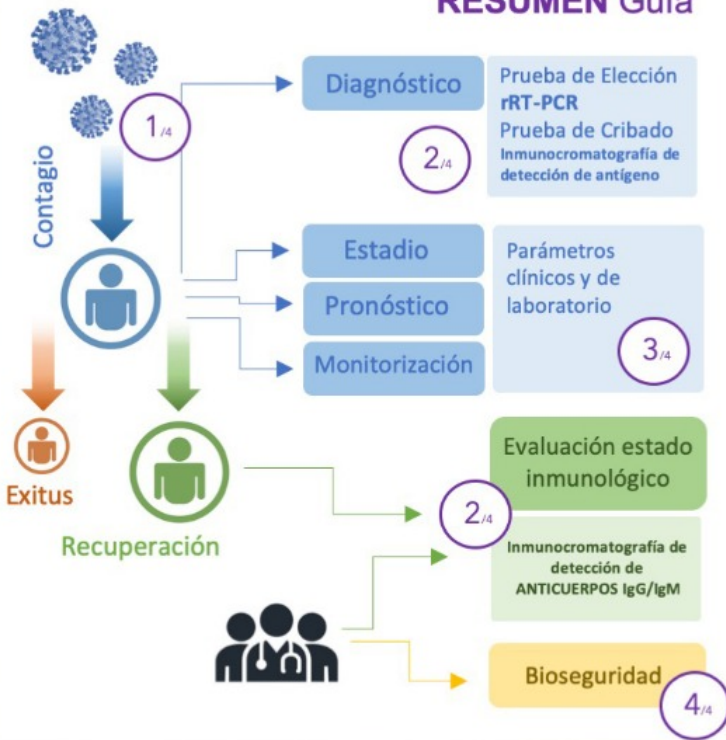 RESUMEN Guía
1/4
Contagio
Diagnóstico
2/4
Prueba de Elección
rRT-PCR
Prueba de Cribado
Inmunocromatografía de
detección de antígeno
Estadio
Pronóstico
Monitorización
Parámetros
clínicos y de
laboratorio
3/4
Exitus
Recuperación
Evaluación estado
inmunológico
2/4
Inmunocromatografía de
detección de
ANTICUERPOS IgG/IgM
Bioseguridad
4/4